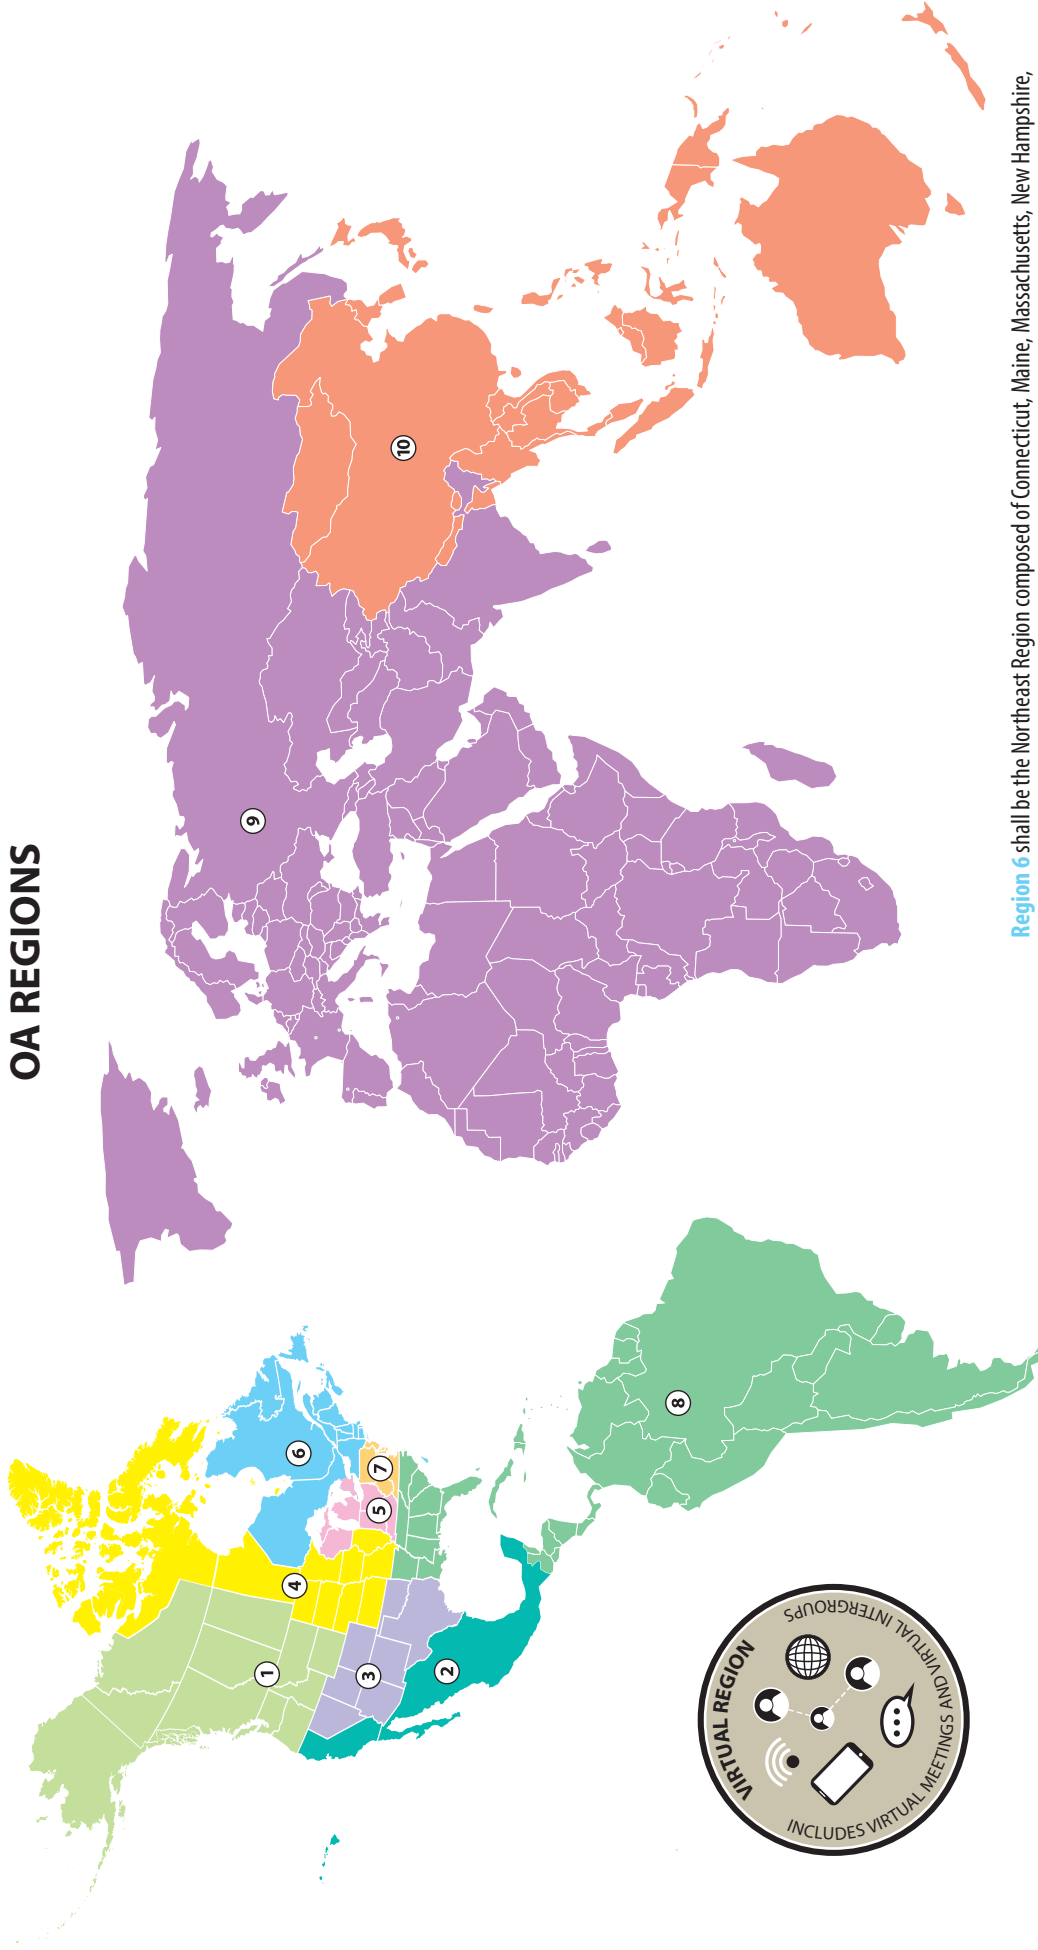 OA REGIONS
1
2
3
4
5
6
7
8
9
10
VIRTUAL REGION
INCLUDES VIRTUAL MEETINGS AND VIRTUAL INTERGROUPS
Region 6 shall be the Northeast Region composed of Connecticut, Maine, Massachusetts, New Hampshire,